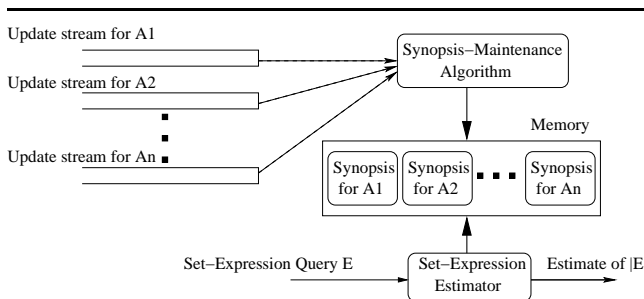 Update stream for A1
Update stream for A2
Update stream for An
Synopsis–Maintenance
Algorithm
Memory
Synopsis
for A1
Synopsis
for A2
Synopsis
for An
Set–Expression Query E
Set–Expression
Estimator
Estimate of |E